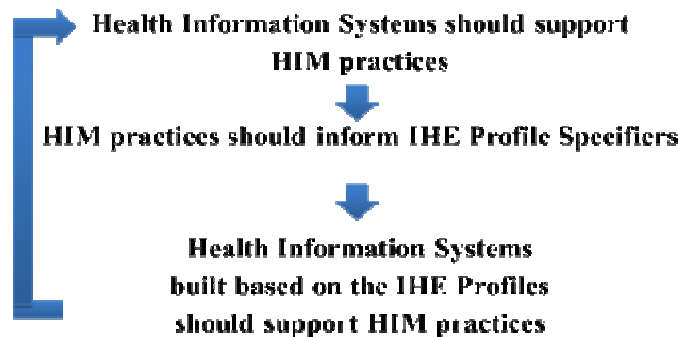 Health Information Systems should support
HIM practices
HIM practices should inform IHE Profile Specifiers
Health Information Systems
built based on the IHE Profiles
should support HIM practices